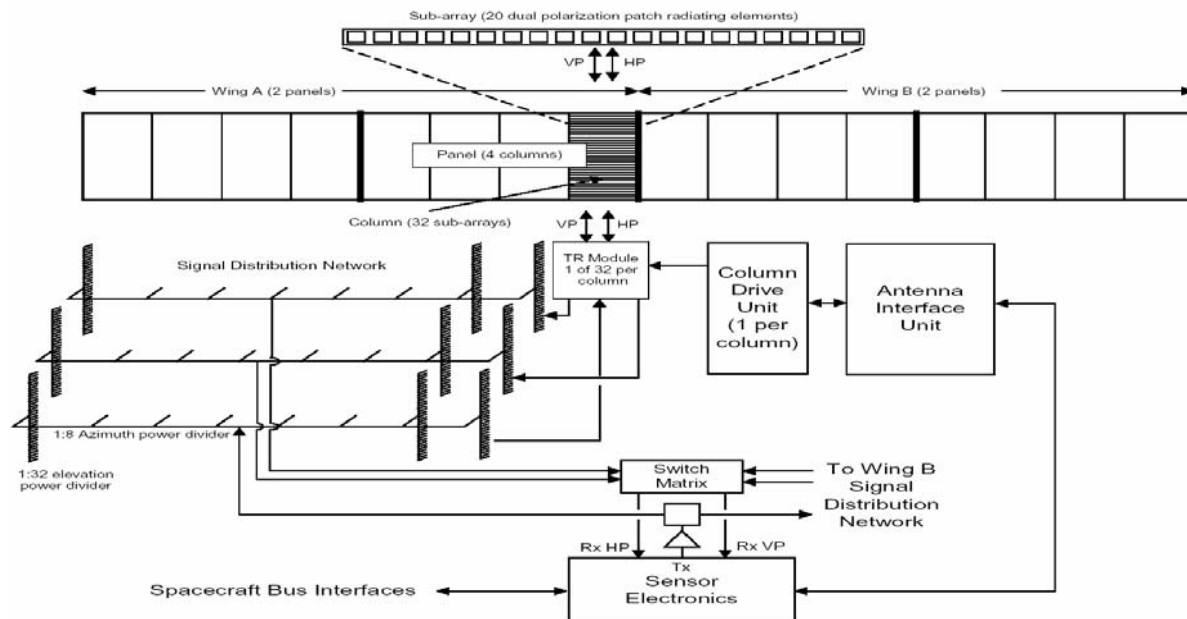 Sub-array (20 dual polarization patch radiating elements)
VP
HP
Wing A (2 panels)
Wing B (2 panels)
Panel (4 columns)
Column (32 sub-arrays)
VP
HP
Signal Distribution Network
TR Module
1 of 32 per
column
Column
Drive
Unit
(1 per
column)
Antenna
Interface
Unit
1:8 Azimuth power divider
1:32 elevation
power divider
Switch
Matrix
To Wing B
Signal
Distribution
Network
Rx HP
Rx VP
Tx
Sensor
Electronics
Spacecraft Bus Interfaces